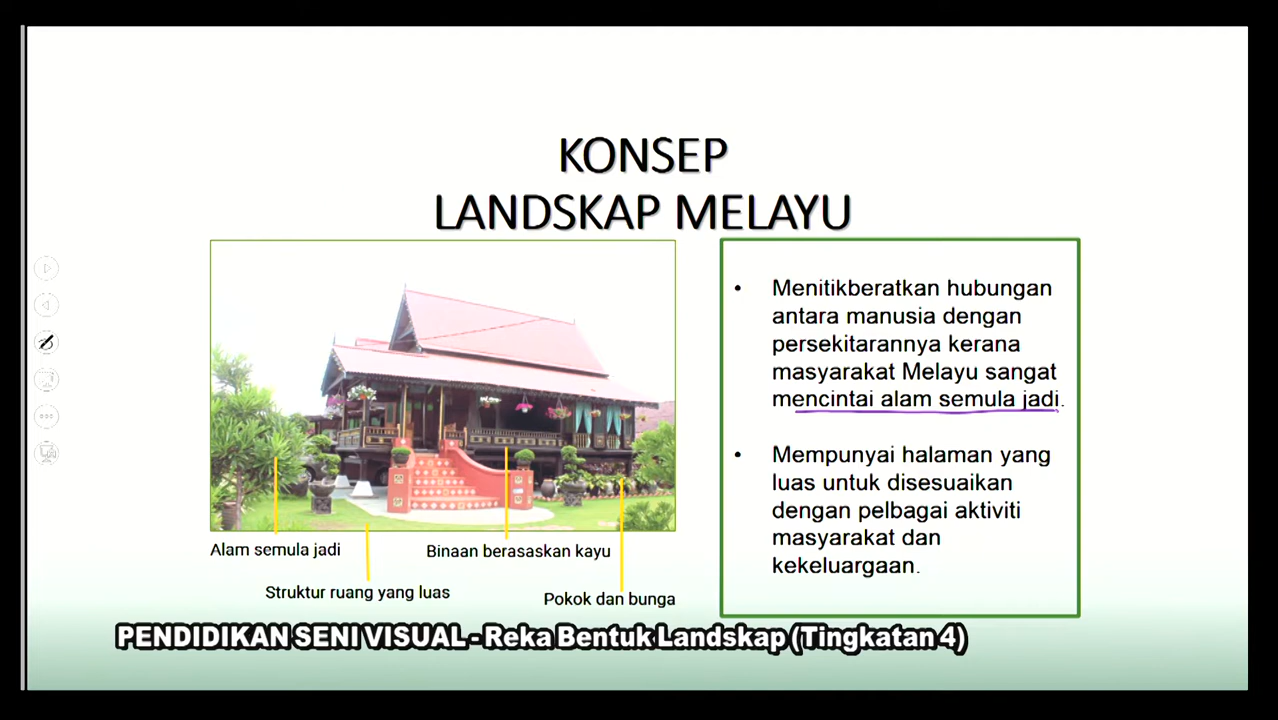 KONSEP
LANDSKAP MELAYU
• Menitikberatkan hubungan
antara manusia dengan
persekitarannya kerana
masyarakat Melayu sangat
mencintai alam semula jadi.
• Mempunyai halaman yang
luas untuk disesuaikan
dengan pelbagai aktiviti
masyarakat dan
kekeluargaan.
Alam semula jadi
Binaan berasaskan kayu
Struktur ruang yang luas
Pokok dan bunga
PENDIDIKAN SENI VISUAL - Reka Bentuk Landskap (Tingkatan 4)